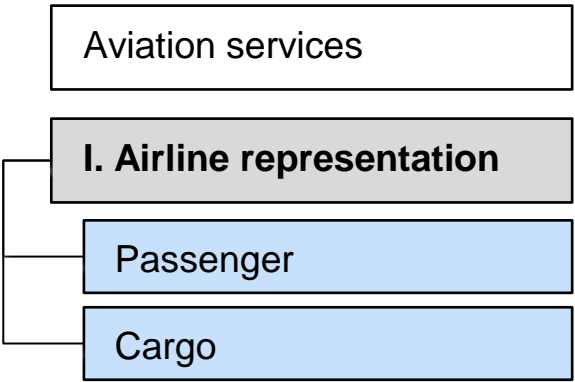 Aviation services
I. Airline representation
Passenger
Cargo